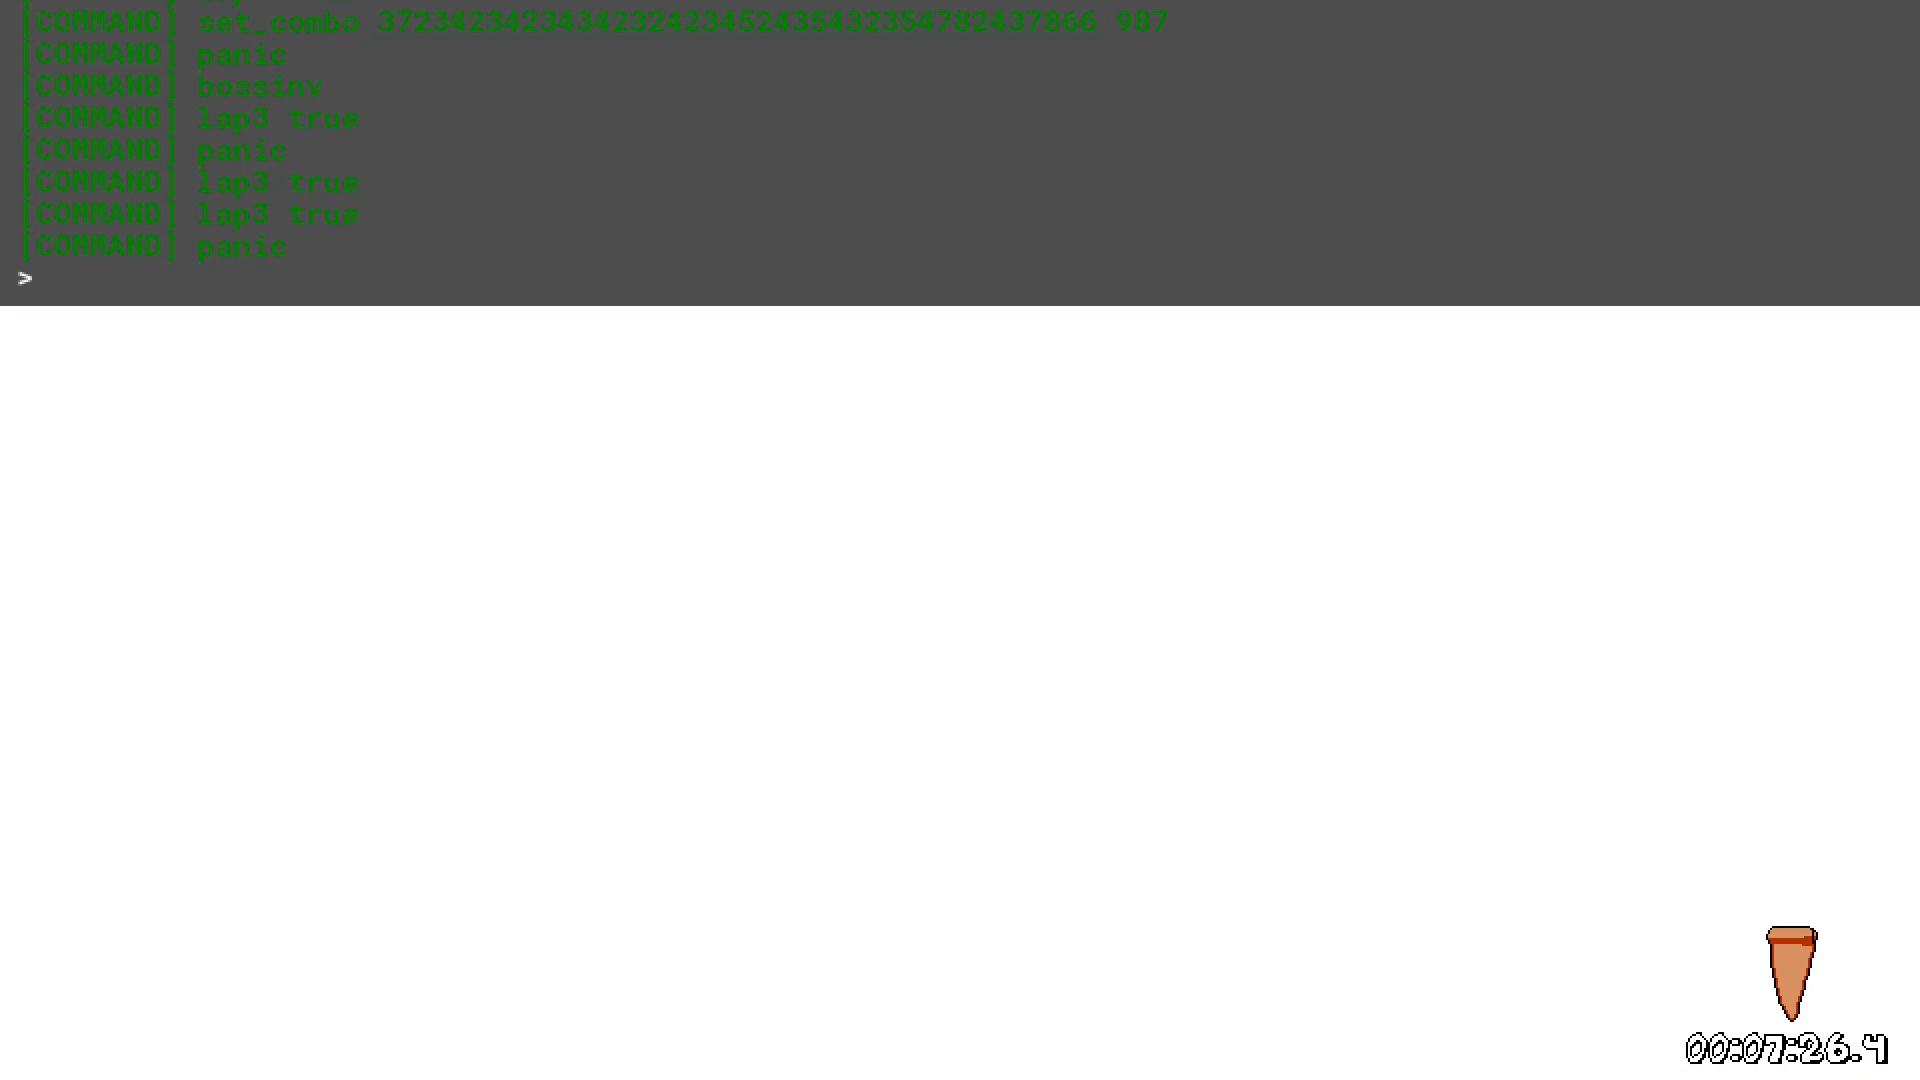 [COMMAND] set_combo 3723423423434232423452435432354782437866 987
[COMMAND] panic
[COMMAND] bossinv
[COMMAND] lap3 true
[COMMAND] panic
[COMMAND] lap3 true
[COMMAND] lap3 true
[COMMAND] panic
>
00:07:26.4